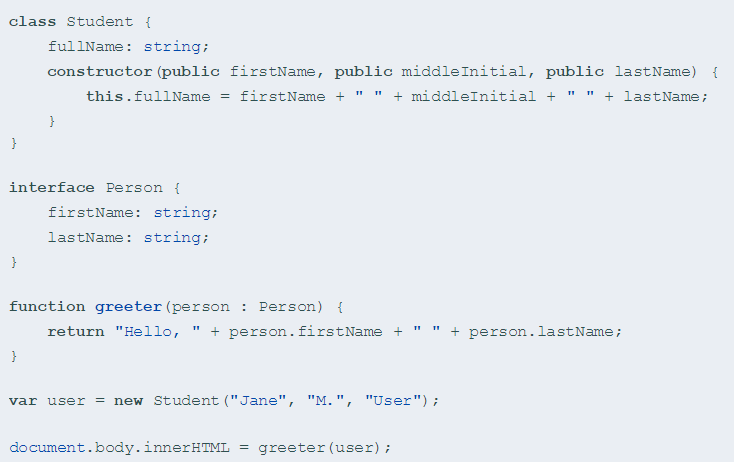 class Student {
    fullName: string;
    constructor(public firstName, public middleInitial, public lastName) {
        this.fullName = firstName + " " + middleInitial + " " + lastName;
    }
}

interface Person {
    firstName: string;
    lastName: string;
}

function greeter(person : Person) {
    return "Hello, " + person.firstName + " " + person.lastName;
}

var user = new Student("Jane", "M.", "User");

document.body.innerHTML = greeter(user);